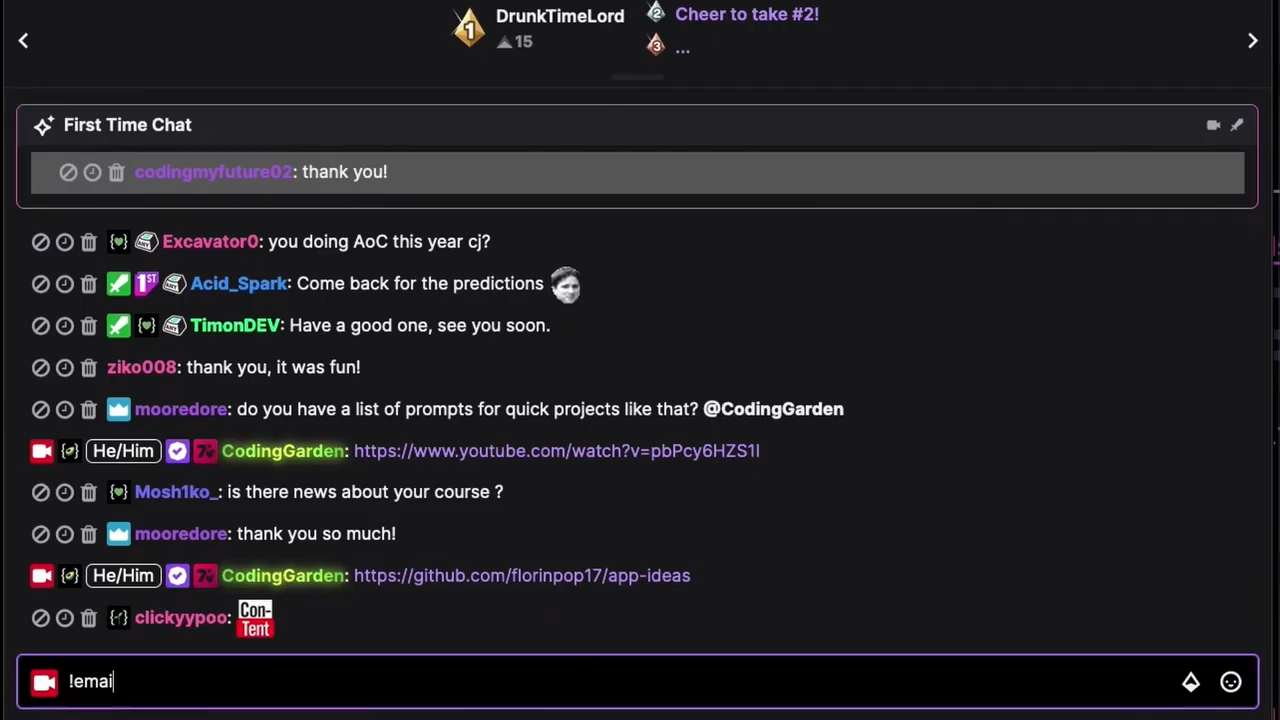 DrunkTimeLord
15
1
2
Cheer to take #2!
3
...
First Time Chat
codingmyfuture02: thank you!
Excavator0: you doing AoC this year cj?
1ST Acid_Spark: Come back for the predictions
TimonDEV: Have a good one, see you soon.
ziko008: thank you, it was fun!
mooredore: do you have a list of prompts for quick projects like that? @CodingGarden
He/Him CodingGarden: https://www.youtube.com/watch?v=pbPcy6HZS1I
Mosh1ko_: is there news about your course ?
mooredore: thank you so much!
He/Him CodingGarden: https://github.com/florinpop17/app-ideas
clickyypoo: Con-
Tent
!emai